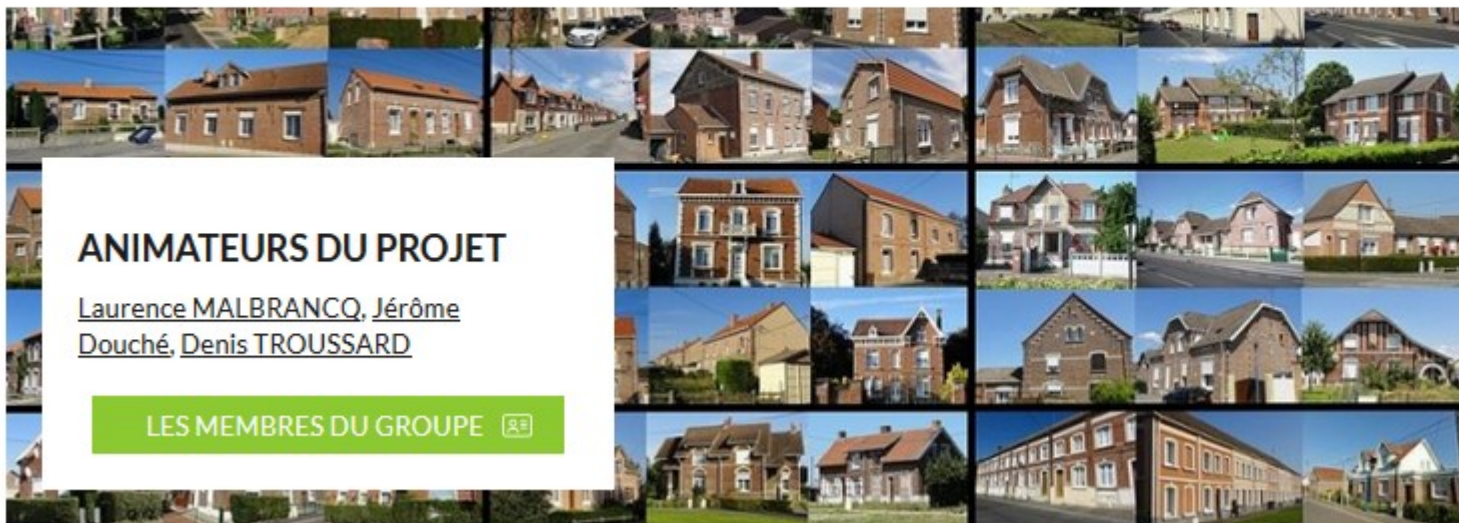 ANIMATEURS DU PROJET
Laurence MALBRANCQ, Jérôme
Douché, Denis TROUSSARD
LES MEMBRES DU GROUPE